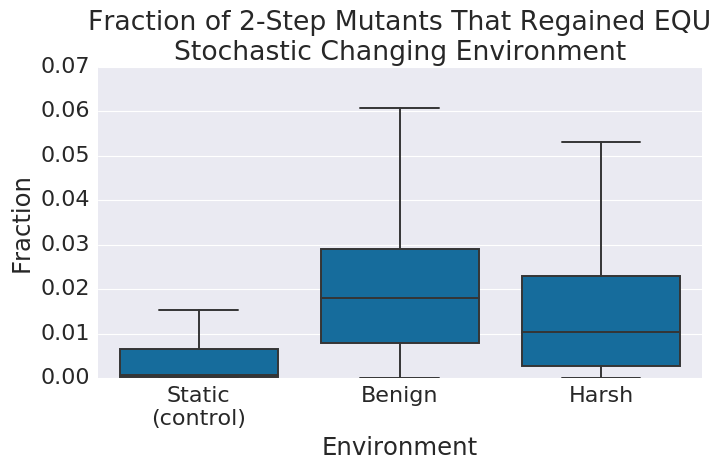 Fraction of 2-Step Mutants That Regained EQU
Stochastic Changing Environment
0.07
0.06
0.05
0.04
0.03
0.02
0.01
0.00
Fraction
Static
(control)
Benign
Harsh
Environment